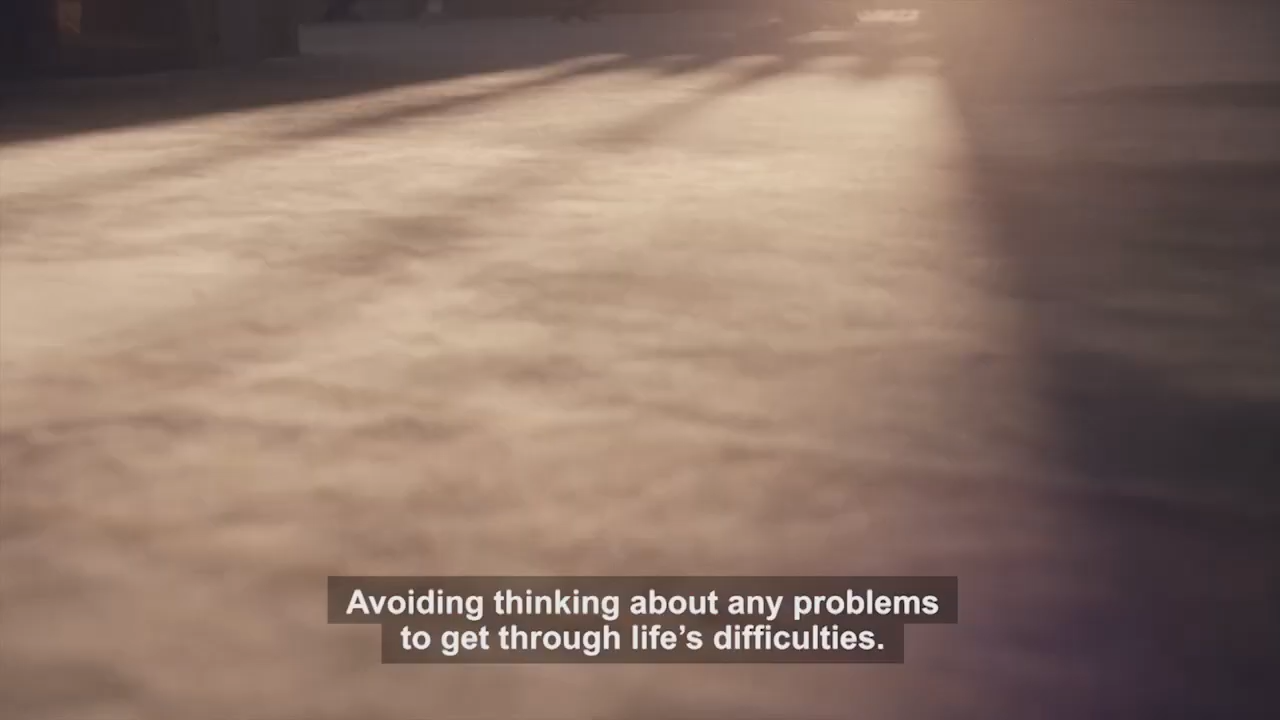 Avoiding thinking about any problems
to get through life’s difficulties.